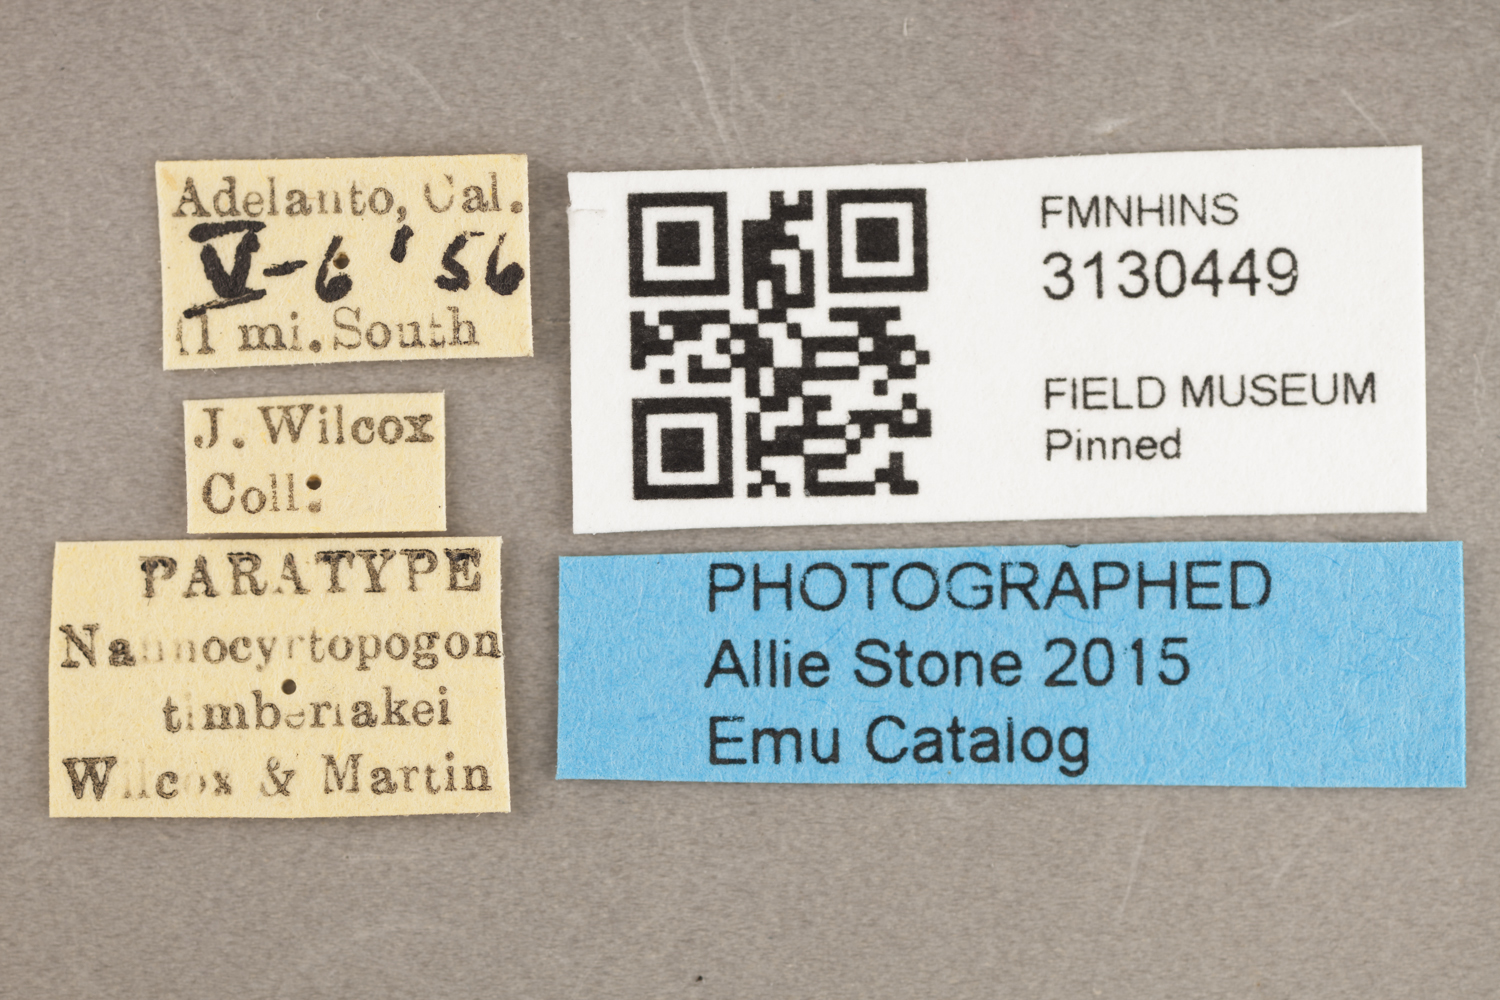 Adelanto, Cal.
V-6 '56
(1 mi. South
J. Wilcox
Coll:
PARATYPE
Nannocyrtopogon
timberlakei
Wilcox & Martin
FMNHINS
3130449
FIELD MUSEUM
Pinned
PHOTOGRAPHED
Allie Stone 2015
Emu Catalog